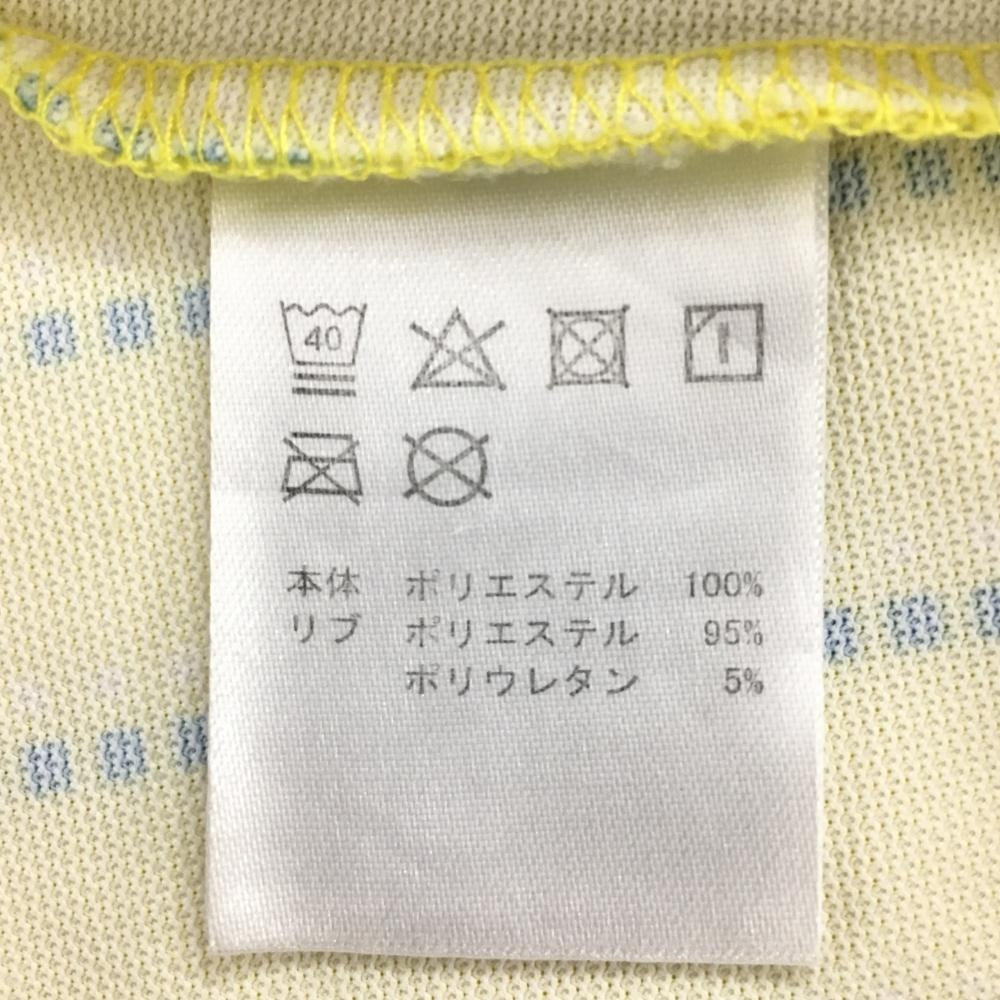 40
本体 ポリエステル 100%
リブ ポリエステル 95%
ポリウレタン 5%